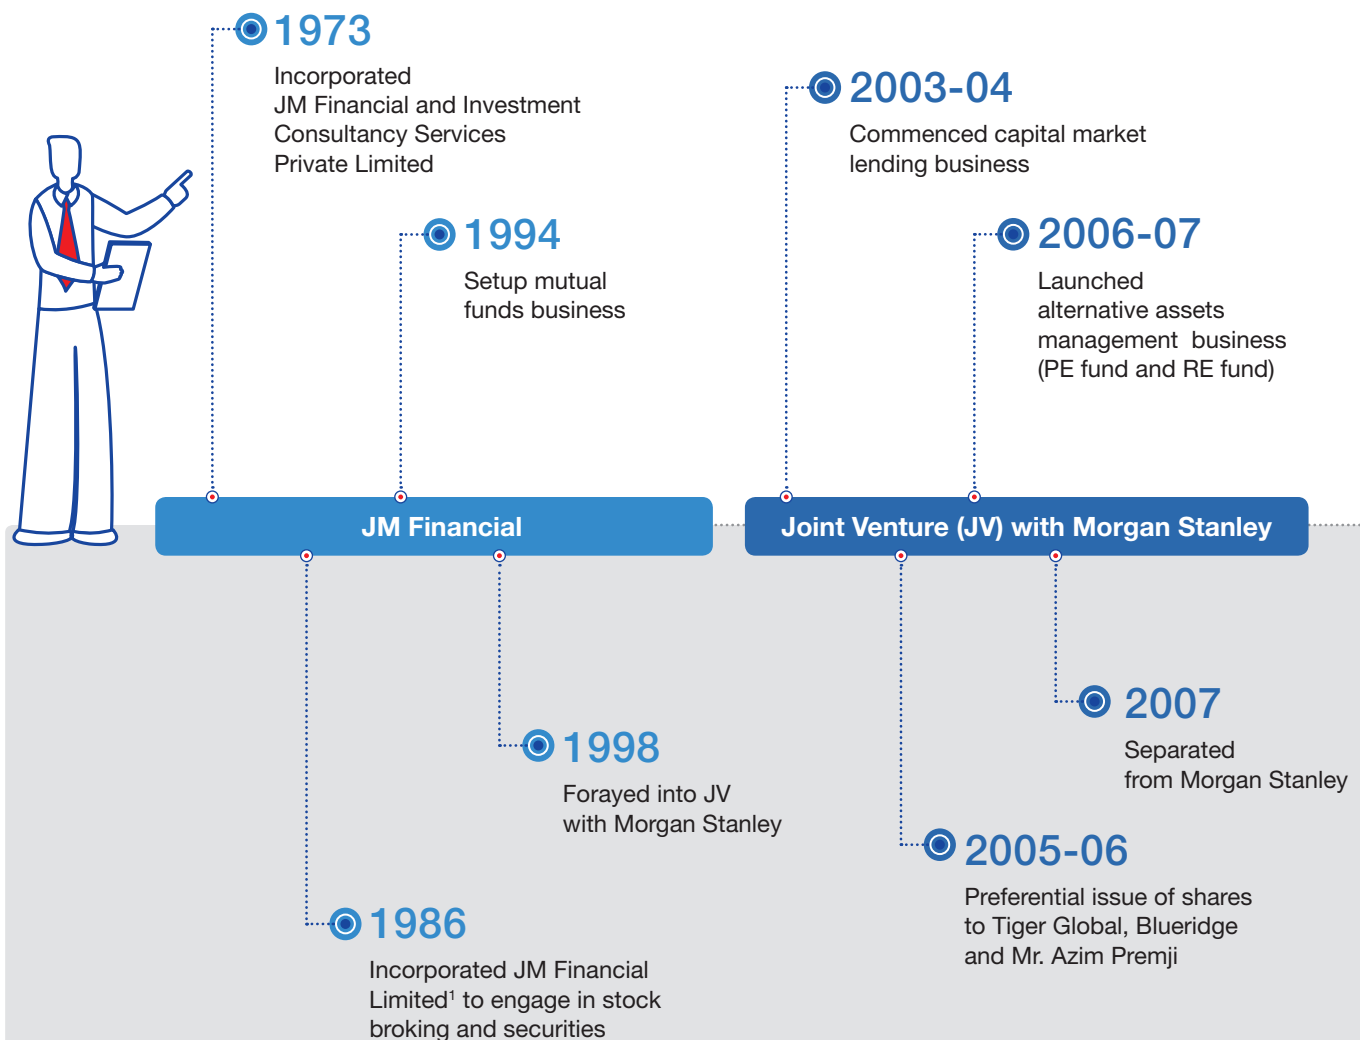 1973
Incorporated
JM Financial and Investment
Consultancy Services
Private Limited
1994
Setup mutual
funds business
2003-04
Commenced capital market
lending business
2006-07
Launched
alternative assets
management business
(PE fund and RE fund)
JM Financial
Joint Venture (JV) with Morgan Stanley
1986
Incorporated JM Financial
Limited¹ to engage in stock
broking and securities
1998
Forayed into JV
with Morgan Stanley
2005-06
Preferential issue of shares
to Tiger Global, Blueridge
and Mr. Azim Premji
2007
Separated
from Morgan Stanley